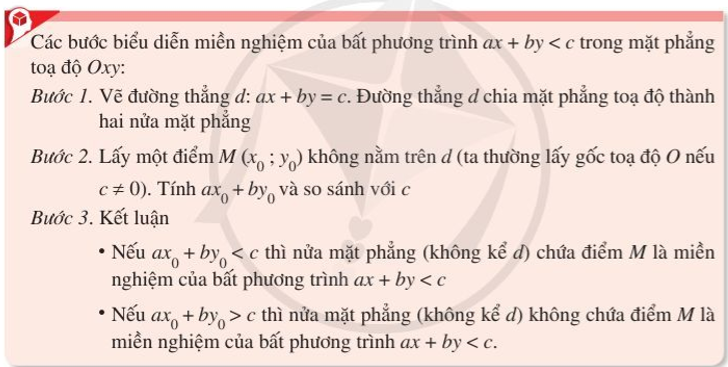 Các bước biểu diễn miền nghiệm của bất phương trình ax + by < c trong mặt phẳng
toạ độ Oxy:
Bước 1. Vẽ đường thẳng d: ax + by = c. Đường thẳng d chia mặt phẳng toạ độ thành
hai nửa mặt phẳng
Bước 2. Lấy một điểm M (x₀ ; y₀) không nằm trên d (ta thường lấy gốc toạ độ O nếu
c ≠ 0). Tính ax₀ + by₀ và so sánh với c
Bước 3. Kết luận
• Nếu ax₀ + by₀ < c thì nửa mặt phẳng (không kể d) chứa điểm M là miền
nghiệm của bất phương trình ax + by < c
• Nếu ax₀ + by₀ > c thì nửa mặt phẳng (không kể d) không chứa điểm M là
miền nghiệm của bất phương trình ax + by < c.